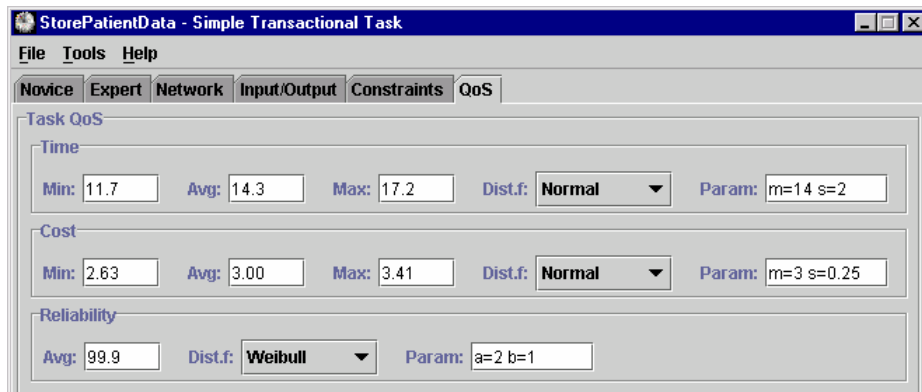 StorePatientData - Simple Transactional Task
File Tools Help
Novice Expert Network Input/Output Constraints QoS
Task QoS
Time
Min: 11.7 Avg: 14.3 Max: 17.2 Dist.f: Normal Param: m=14 s=2
Cost
Min: 2.63 Avg: 3.00 Max: 3.41 Dist.f: Normal Param: m=3 s=0.25
Reliability
Avg: 99.9 Dist.f: Weibull Param: a=2 b=1